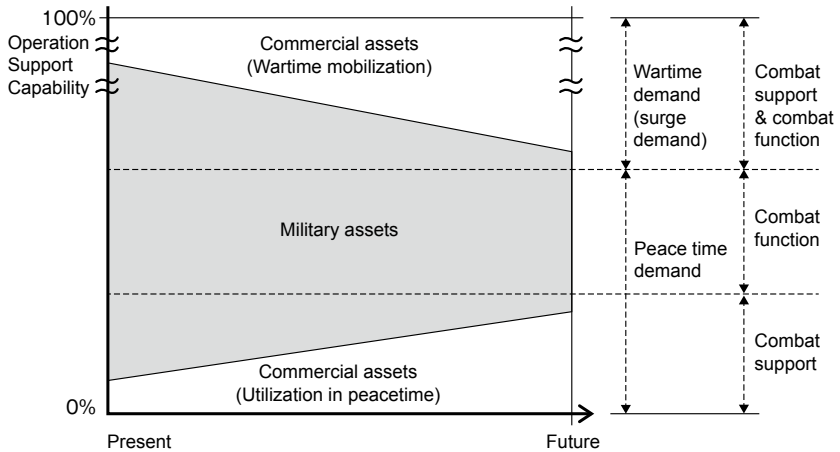 100%
Operation
Support
Capability
Commercial assets
(Wartime mobilization)
Wartime
demand
(surge
demand)
Combat
support
& combat
function
Military assets
Peace time
demand
Combat
function
Commercial assets
(Utilization in peacetime)
Combat
support
0%
Present
Future